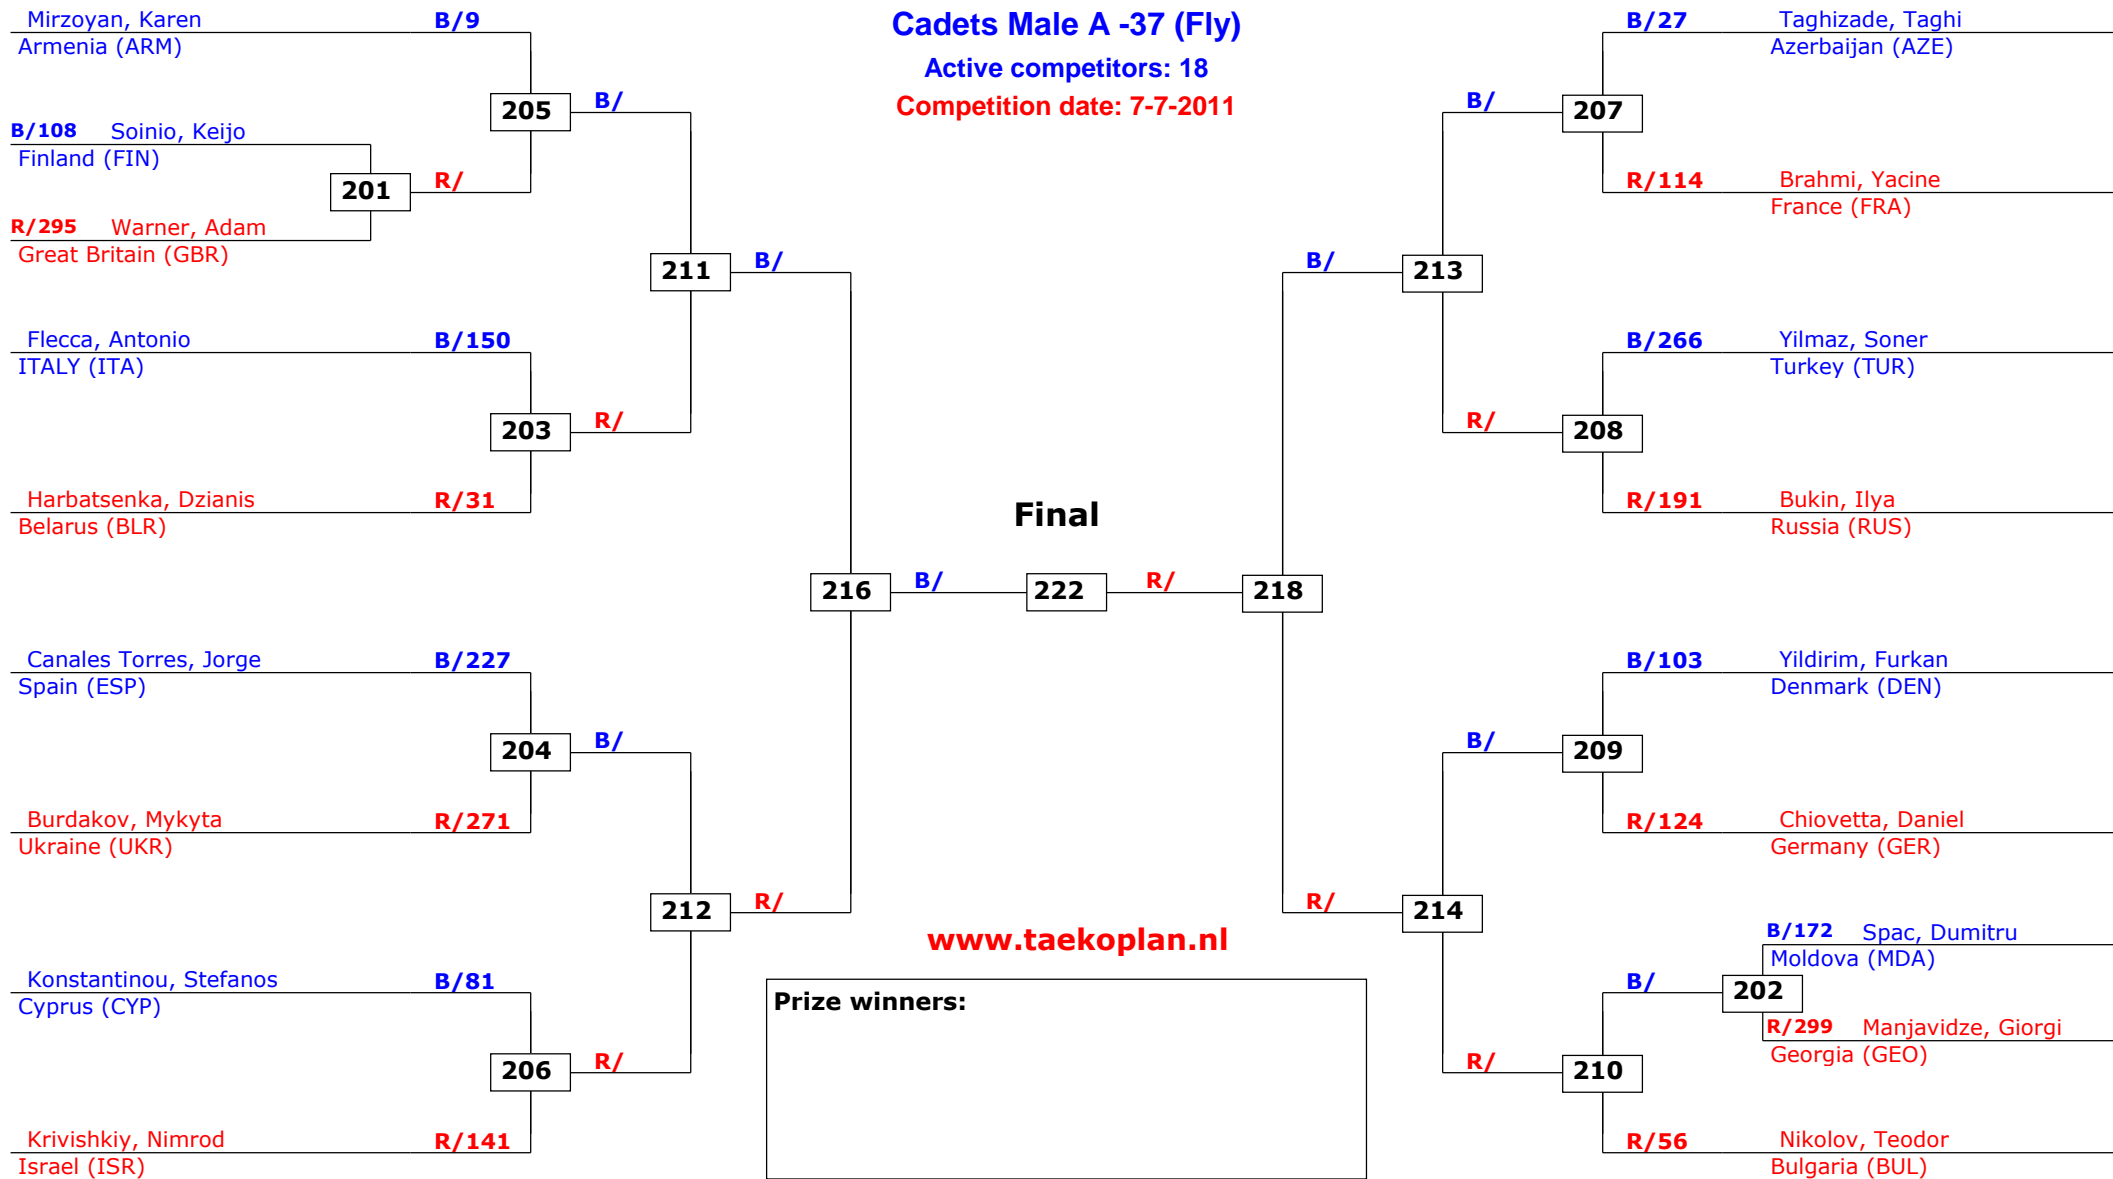 Cadets Male A -37 (Fly)
Active competitors: 18
Competition date: 7-7-2011
Mirzoyan, Karen B/9
Armenia (ARM)
205 B/
B/108 Soinio, Keijo
Finland (FIN)
201 R/
R/295 Warner, Adam
Great Britain (GBR)
211 B/
Flecca, Antonio B/150
ITALY (ITA)
203 R/
Harbatsenka, Dzianis R/31
Belarus (BLR)
216 B/
Canales Torres, Jorge B/227
Spain (ESP)
204 B/
Burdakov, Mykyta R/271
Ukraine (UKR)
212 R/
Konstantinou, Stefanos B/81
Cyprus (CYP)
206 R/
Krivishkiy, Nimrod R/141
Israel (ISR)
Final
222
www.taekoplan.nl
Prize winners:
B/27 Taghizade, Taghi
Azerbaijan (AZE)
B/ 207
R/114 Brahmi, Yacine
France (FRA)
B/ 213
B/266 Yilmaz, Soner
Turkey (TUR)
R/ 208
R/191 Bukin, Ilya
Russia (RUS)
R/ 218
B/103 Yildirim, Furkan
Denmark (DEN)
B/ 209
R/124 Chiovetta, Daniel
Germany (GER)
R/ 214
B/172 Spac, Dumitru
Moldova (MDA)
B/ 202
R/299 Manjavidze, Giorgi
Georgia (GEO)
R/ 210
R/56 Nikolov, Teodor
Bulgaria (BUL)